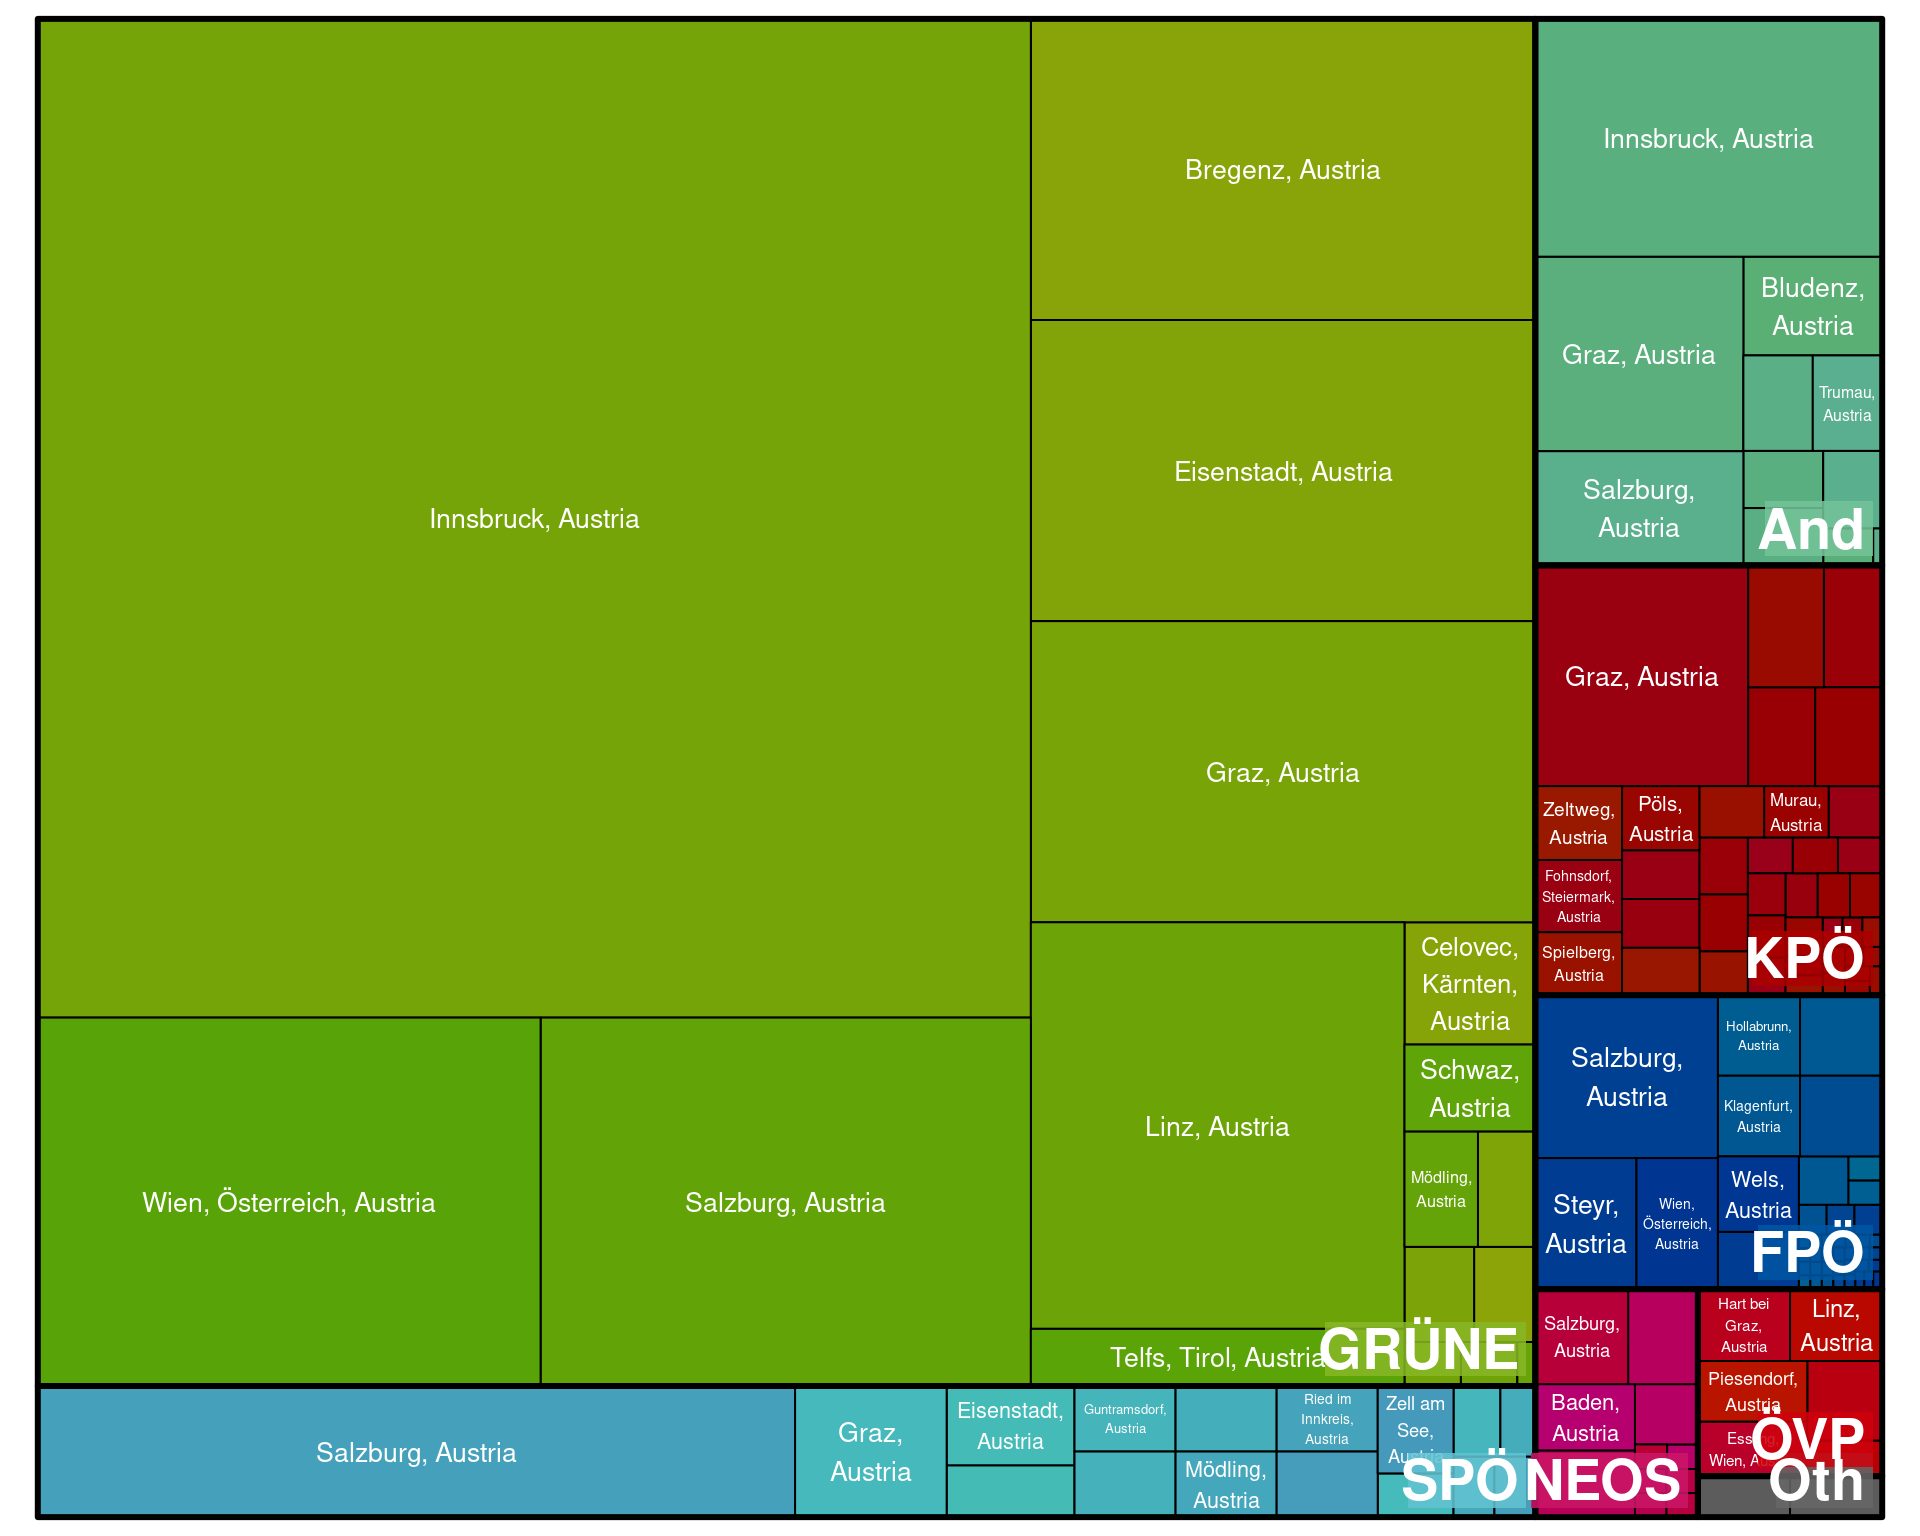 Innsbruck, Austria
Bregenz, Austria
Eisenstadt, Austria
Graz, Austria
Wien, Österreich, Austria
Salzburg, Austria
Linz, Austria
Celovec,
Kärnten,
Austria
Schwaz,
Austria
Mödling,
Austria
Telfs, Tirol, Austria
GRÜNE
Innsbruck, Austria
Graz, Austria
Bludenz,
Austria
Trumau,
Austria
Salzburg,
Austria
And
Graz, Austria
Zeltweg,
Austria
Pöls,
Austria
Murau,
Austria
Fohnsdorf,
Steiermark,
Austria
Spielberg,
Austria
KPÖ
Salzburg,
Austria
Hollabrunn,
Austria
Klagenfurt,
Austria
Steyr,
Austria
Wien,
Österreich,
Austria
Wels,
Austria
FPÖ
Salzburg, Austria
Graz,
Austria
Eisenstadt,
Austria
Guntramsdorf,
Austria
Mödling,
Austria
Ried im
Innkreis,
Austria
Zell am
See,
Austria
SPÖ
Salzburg,
Austria
Baden,
Austria
NEOS
Hart bei
Graz,
Austria
Linz,
Austria
Piesendorf,
Austria
Wien,
ÖVP
Oth